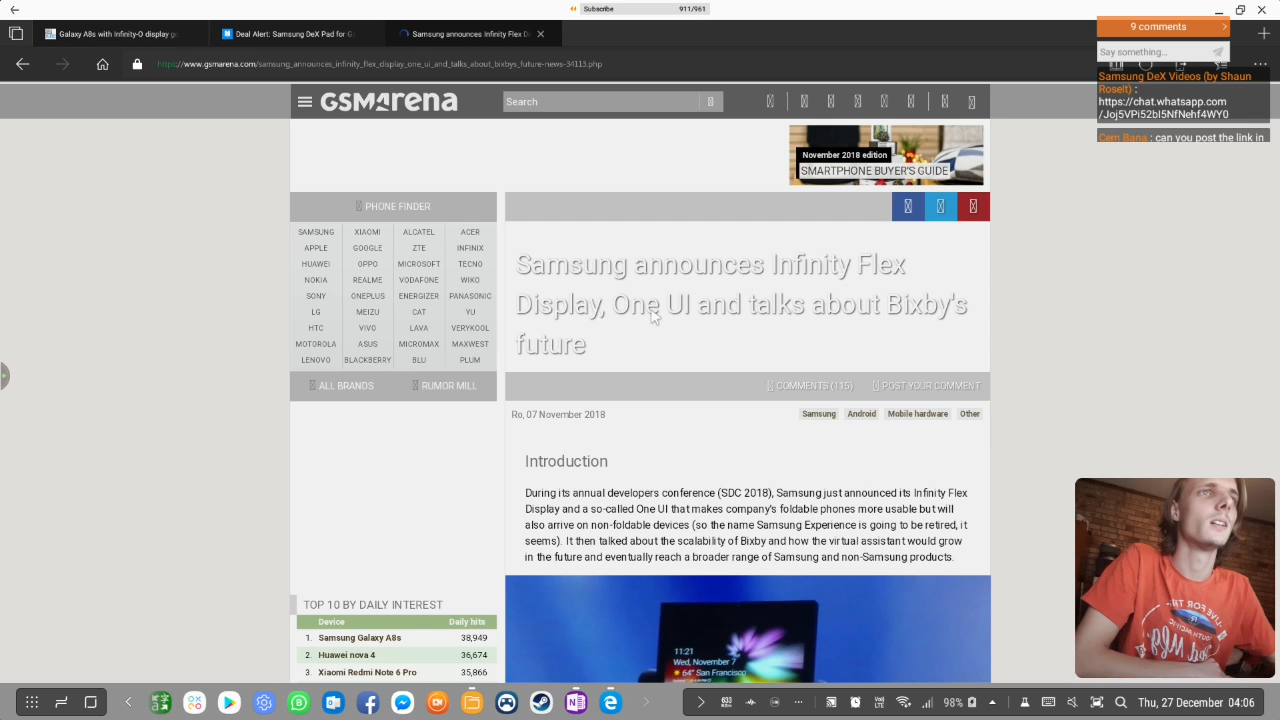 Subscribe 911/961
Galaxy A8s with Infinity-O display go
Deal Alert: Samsung DeX Pad for G
Samsung announces Infinity Flex Di
https://www.gsmarena.com/samsung_announces_infinity_flex_display_one_ui_and_talks_about_bixbys_future-news-34113.php
9 comments
Say something...
Samsung DeX Videos (by Shaun
Roselt) :
https://chat.whatsapp.com
/Joj5VPi52bI5NfNehf4WY0
Cem Bana : can you post the link in
GSMArena
Search
November 2018 edition
SMARTPHONE BUYER'S GUIDE
PHONE FINDER
SAMSUNG XIAOMI ALCATEL ACER
APPLE GOOGLE ZTE INFINIX
HUAWEI OPPO MICROSOFT TECNO
NOKIA REALME VODAFONE WIKO
SONY ONEPLUS ENERGIZER PANASONIC
LG MEIZU CAT YU
HTC VIVO LAVA VERYKOOL
MOTOROLA ASUS MICROMAX MAXWEST
LENOVO BLACKBERRY BLU PLUM
ALL BRANDS RUMOR MILL
Samsung announces Infinity Flex
Display, One UI and talks about Bixby's
future
COMMENTS (115) POST YOUR COMMENT
Ro, 07 November 2018
Samsung Android Mobile hardware Other
Introduction
During its annual developers conference (SDC 2018), Samsung just announced its Infinity Flex
Display and a so-called One UI that makes company's foldable phones more usable but will
also arrive on non-foldable devices (so the name Samsung Experience is going to be retired, it
seems). It then talked about the scalability of Bixby and how the virtual assistant would grow
in the future and eventually reach a broader range of Samsung and non-Samsung products.
11:21
Wed, November 7
64° San Francisco
TOP 10 BY DAILY INTEREST
Device Daily hits
1. Samsung Galaxy A8s 38,949
2. Huawei nova 4 36,674
3. Xiaomi Redmi Note 6 Pro 35,866
98%
Thu, 27 December 04:06